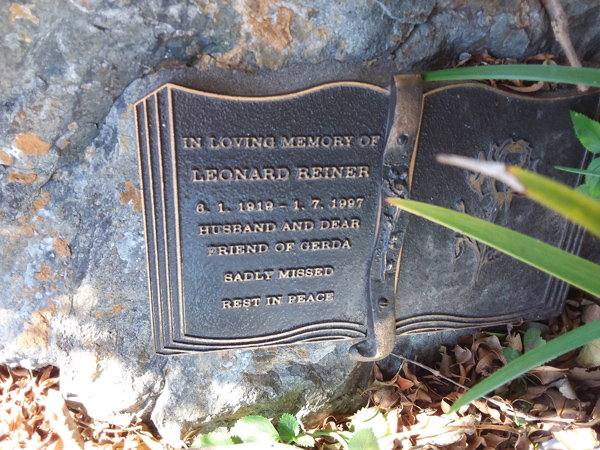 IN LOVING MEMORY OF
LEONARD REINER
8. 1. 1919 - 1. 7. 1997
HUSBAND AND DEAR
FRIEND OF GERDA
SADLY MISSED
REST IN PEACE